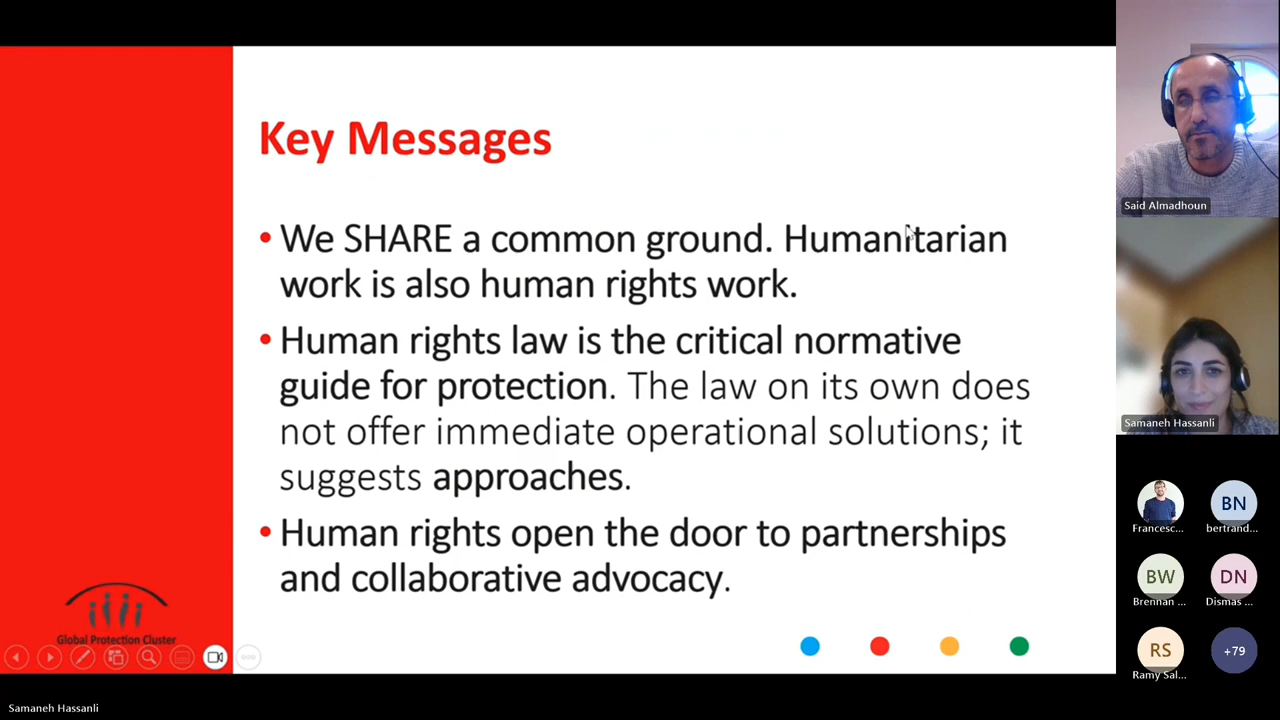 Key Messages
• We SHARE a common ground. Humanitarian
work is also human rights work.
• Human rights law is the critical normative
guide for protection. The law on its own does
not offer immediate operational solutions; it
suggests approaches.
• Human rights open the door to partnerships
and collaborative advocacy.
Global Protection Cluster
Said Almadhoun
Samaneh Hassanli
Francesc...
BN
bertrand...
BW
Brennan ...
DN
Dismas ...
RS
Ramy Sal...
+79
Samaneh Hassanli